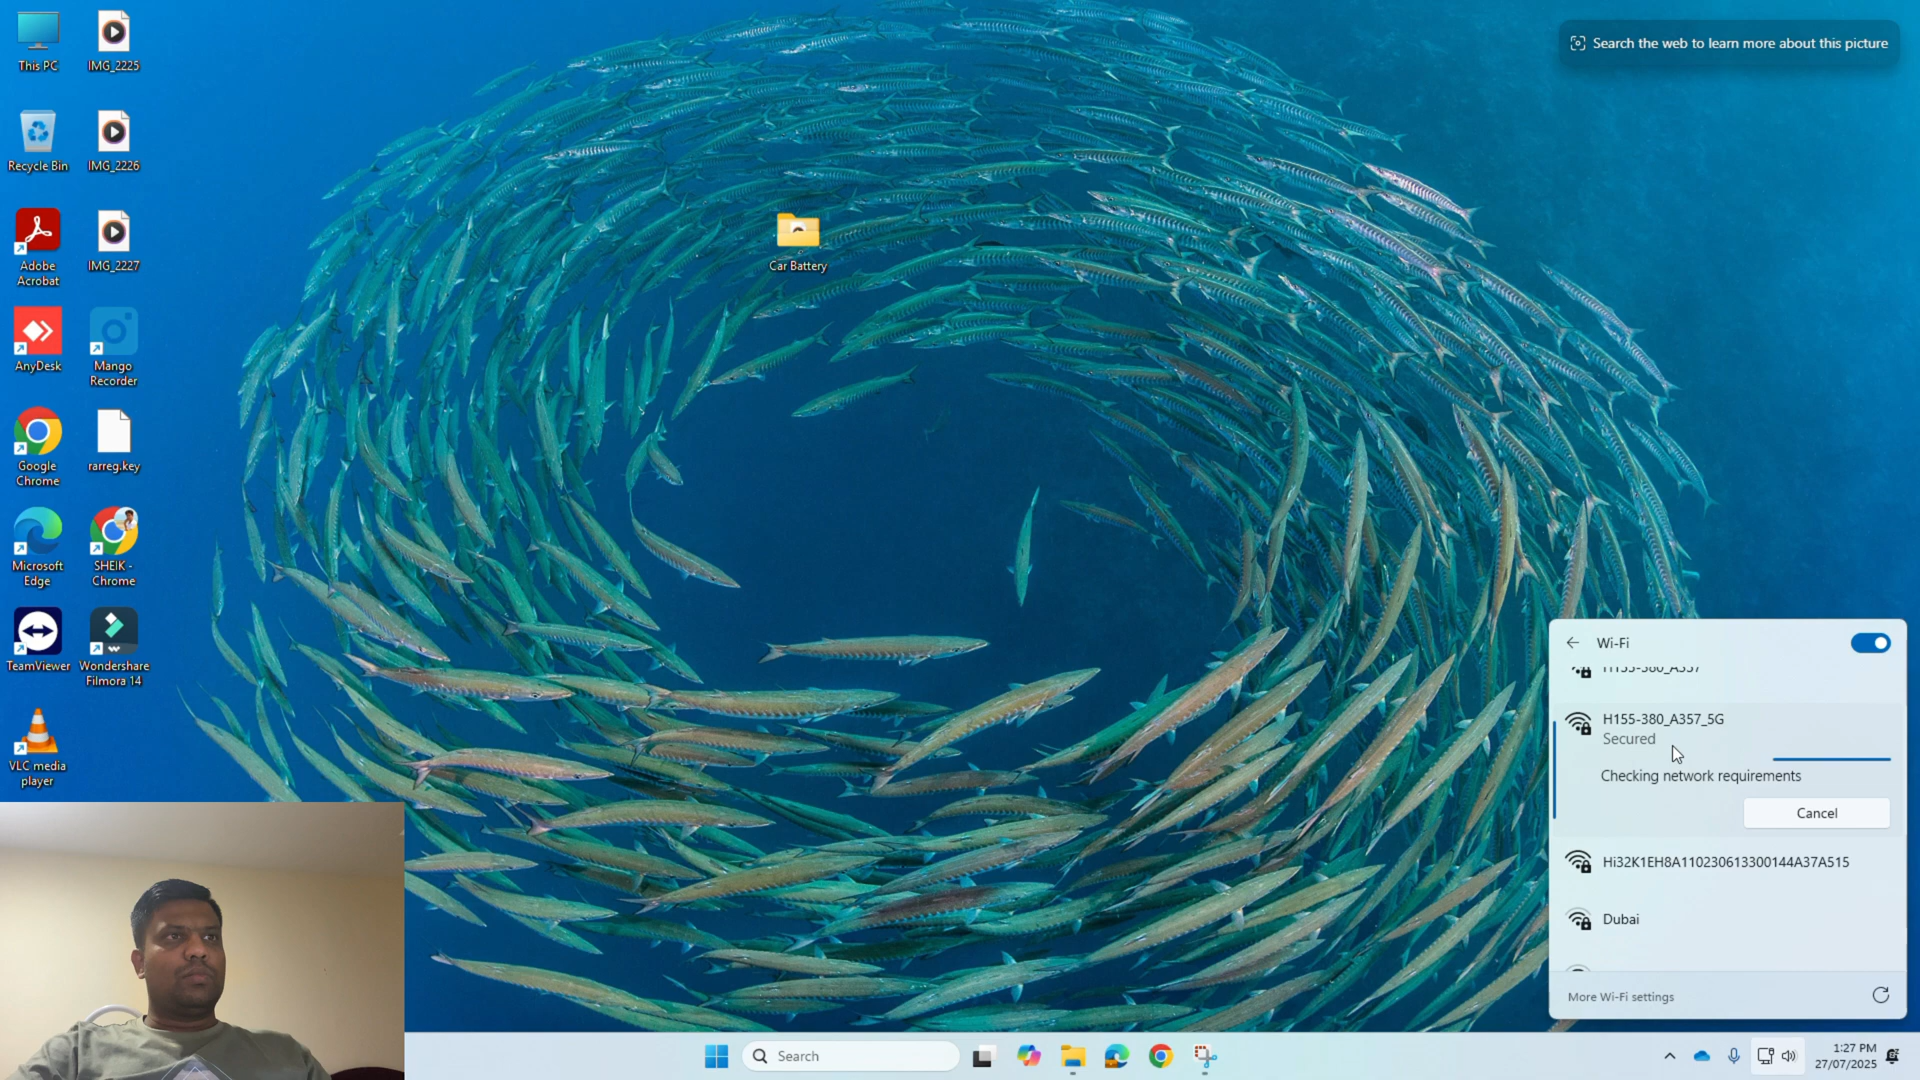 This PC
IMG_2225
Recycle Bin
IMG_2226
Adobe
Acrobat
IMG_2227
AnyDesk
Mango
Recorder
Google
Chrome
rarreg.key
Microsoft
Edge
SHEIK -
Chrome
TeamViewer
Wondershare
Filmora 14
VLC media
player
Car Battery
Search the web to learn more about this picture
Wi-Fi
H155-380_A357
H155-380_A357_5G
Secured
Checking network requirements
Cancel
Hi32K1EH8A110230613300144A37A515
Dubai
More Wi-Fi settings
Search
1:27 PM
27/07/2025